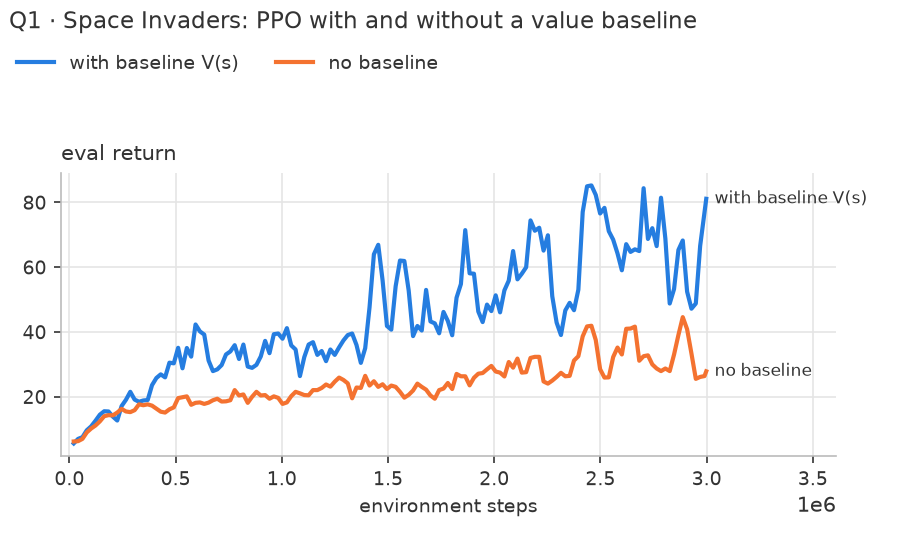 Q1 · Space Invaders: PPO with and without a value baseline
with baseline V(s)
no baseline
eval return
80
60
40
20
with baseline V(s)
no baseline
0.0
0.5
1.0
1.5
2.0
2.5
3.0
3.5
environment steps
1e6